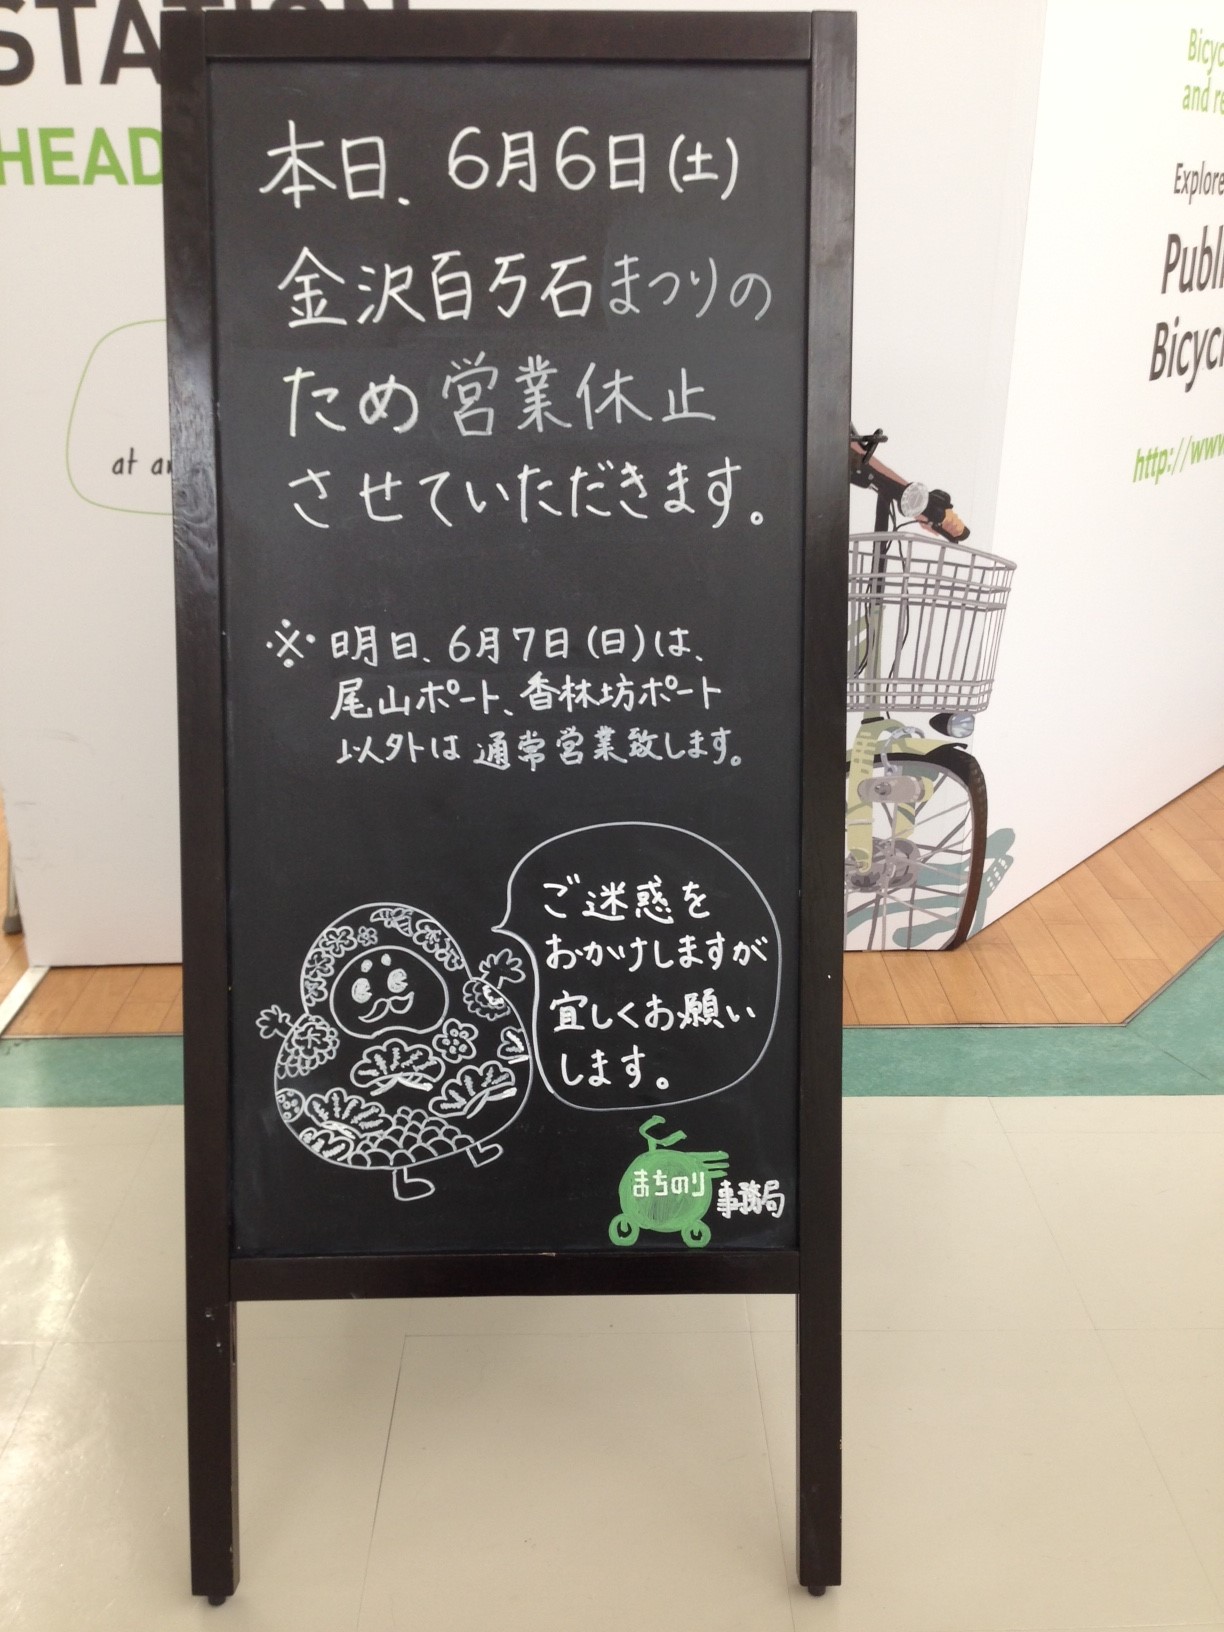 STATION
HEAD
at
本日、6月6日(土)
金沢百万石まつりの
ため営業休止
させていただきます。
※明日、6月7日(日)は、
尾山ポート、香林坊ポート
以外は通常営業致します。
ご迷惑を
おかけしますが
宜しくお願い
します。
まちのり事務局
and
Explore
Bicyc
http://www.